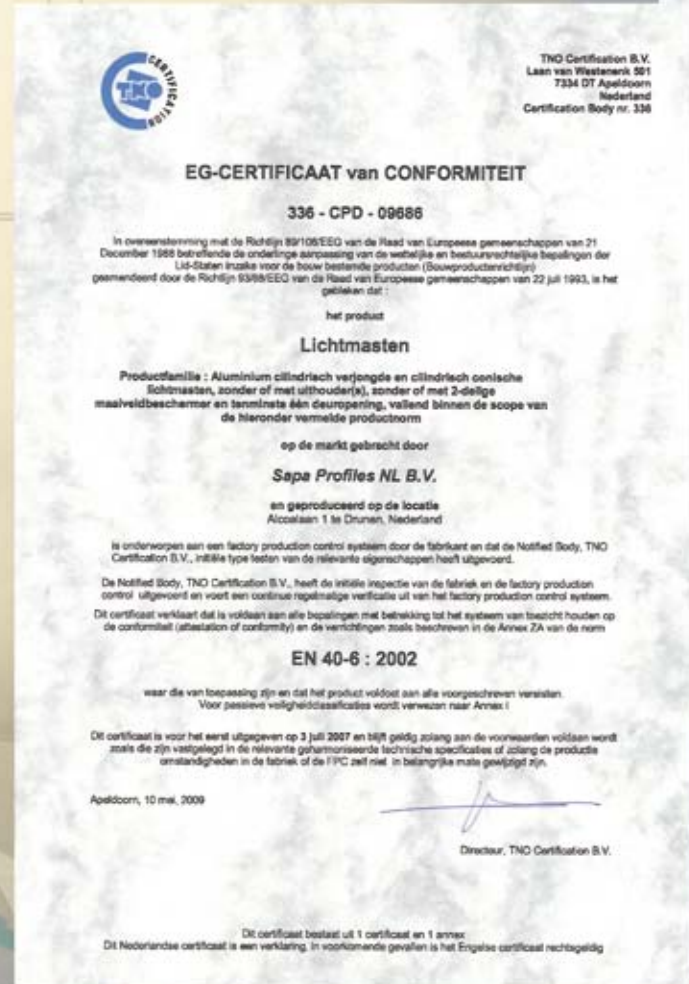 TNO CERTIFICATION
TNO Certification B.V.
Laan van Westenenk 501
7334 DT Apeldoorn
Nederland
Certification Body nr. 336
EG-CERTIFICAAT van CONFORMITEIT
336 - CPD - 09686
In overeenstemming met de Richtlijn 89/106/EEG van de Raad van Europeese gemeenschappen van 21
December 1988 betreffende de onderlinge aanpassing van de wettelijke en bestuursrechtelijke bepalingen der
Lid-Staten inzake voor de bouw bestemde producten (Bouwproductenrichtlijn)
geamendeerd door de Richtlijn 93/68/EEG van de Raad van Europeese gemeenschappen van 22 juli 1993, is het
gebleken dat :
het product
Lichtmasten
Productfamilie : Aluminium cilindrisch verjongde en cilindrisch conische
lichtmasten, zonder of met uithouder(s), zonder of met 2-delige
maaiveldbeschermer en tenminste één deuropening, vallend binnen de scope van
de hieronder vermelde productnorm
op de markt gebracht door
Sapa Profiles NL B.V.
en geproduceerd op de locatie
Alcoalaan 1 te Drunen, Nederland
is onderworpen aan een factory production control systeem door de fabrikant en dat de Notified Body, TNO
Certification B.V., initiële type testen van de relevante eigenschappen heeft uitgevoerd.
De Notified Body, TNO Certification B.V., heeft de initiële inspectie van de fabriek en de factory production
control uitgevoerd en voert een continue regelmatige verificatie uit van het factory production control systeem.
Dit certificaat verklaart dat is voldaan aan alle bepalingen met betrekking tot het systeem van toezicht houden op
de conformiteit (attestation of conformity) en de verrichtingen zoals beschreven in de Annex ZA van de norm
EN 40-6 : 2002
waar die van toepassing zijn en dat het product voldoet aan alle voorgeschreven vereisten.
Voor passieve veiligheidclassificaties wordt verwezen naar Annex I
Dit certificaat is voor het eerst uitgegeven op 3 juli 2007 en blijft geldig zolang aan de voorwaarden voldaan wordt
zoals die zijn vastgelegd in de relevante geharmoniseerde technische specificaties of zolang de productie
omstandigheden in de fabriek of de FPC zelf niet in belangrijke mate gewijzigd zijn.
Apeldoorn, 10 mei, 2009
Directeur, TNO Certification B.V.
Dit certificaat bestaat uit 1 certificaat en 1 annex
Dit Nederlandse certificaat is een verklaring, in voorkomende gevallen is het Engelse certificaat rechtsgeldig